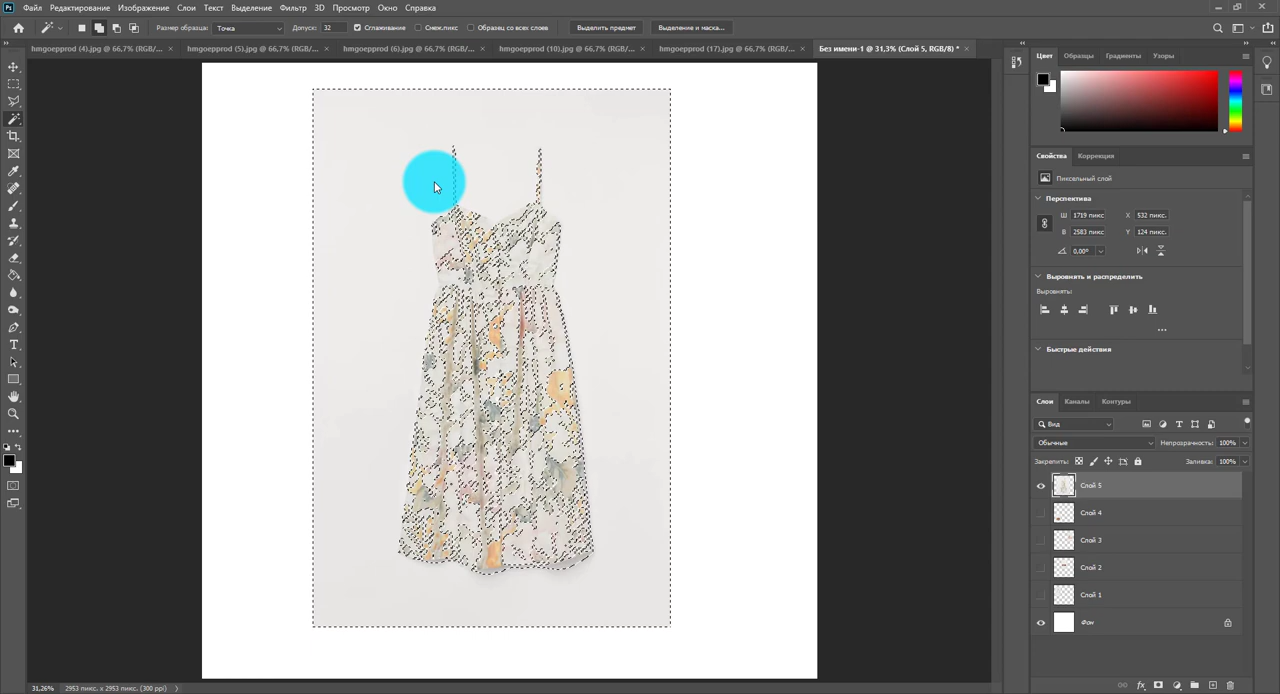 Ps Файл Редактирование Изображение Слои Текст Выделение Фильтр 3D Просмотр Окно Справка
Размер образца: Точка Допуск: 32 Сглаживание Смеж.пикс Образец со всех слоев Выделить предмет Выделение и маска...
hmgoepprod (4).jpg @ 66,7% (RGB/... × hmgoepprod (5).jpg @ 66,7% (RGB/... × hmgoepprod (6).jpg @ 66,7% (RGB/... × hmgoepprod (10).jpg @ 66,7% (RGB/... × hmgoepprod (17).jpg @ 66,7% (RGB/... × Без имени-1 @ 31,3% (Слой 5, RGB/8) * ×
Цвет Образцы Градиенты Узоры
Свойства Коррекция
Пиксельный слой
Перспектива
Ш 1719 пикс X 532 пикс.
В 2583 пикс Y 124 пикс.
0,00°
Выровнять и распределить
Выровнять:
...
Быстрые действия
Слои Каналы Контуры
Вид
Обычные Непрозрачность: 100%
Закрепить: Заливка: 100%
Слой 5
Слой 4
Слой 3
Слой 2
Слой 1
Фон
31,26% 2953 пикс. x 2953 пикс. (300 ppi)
fx